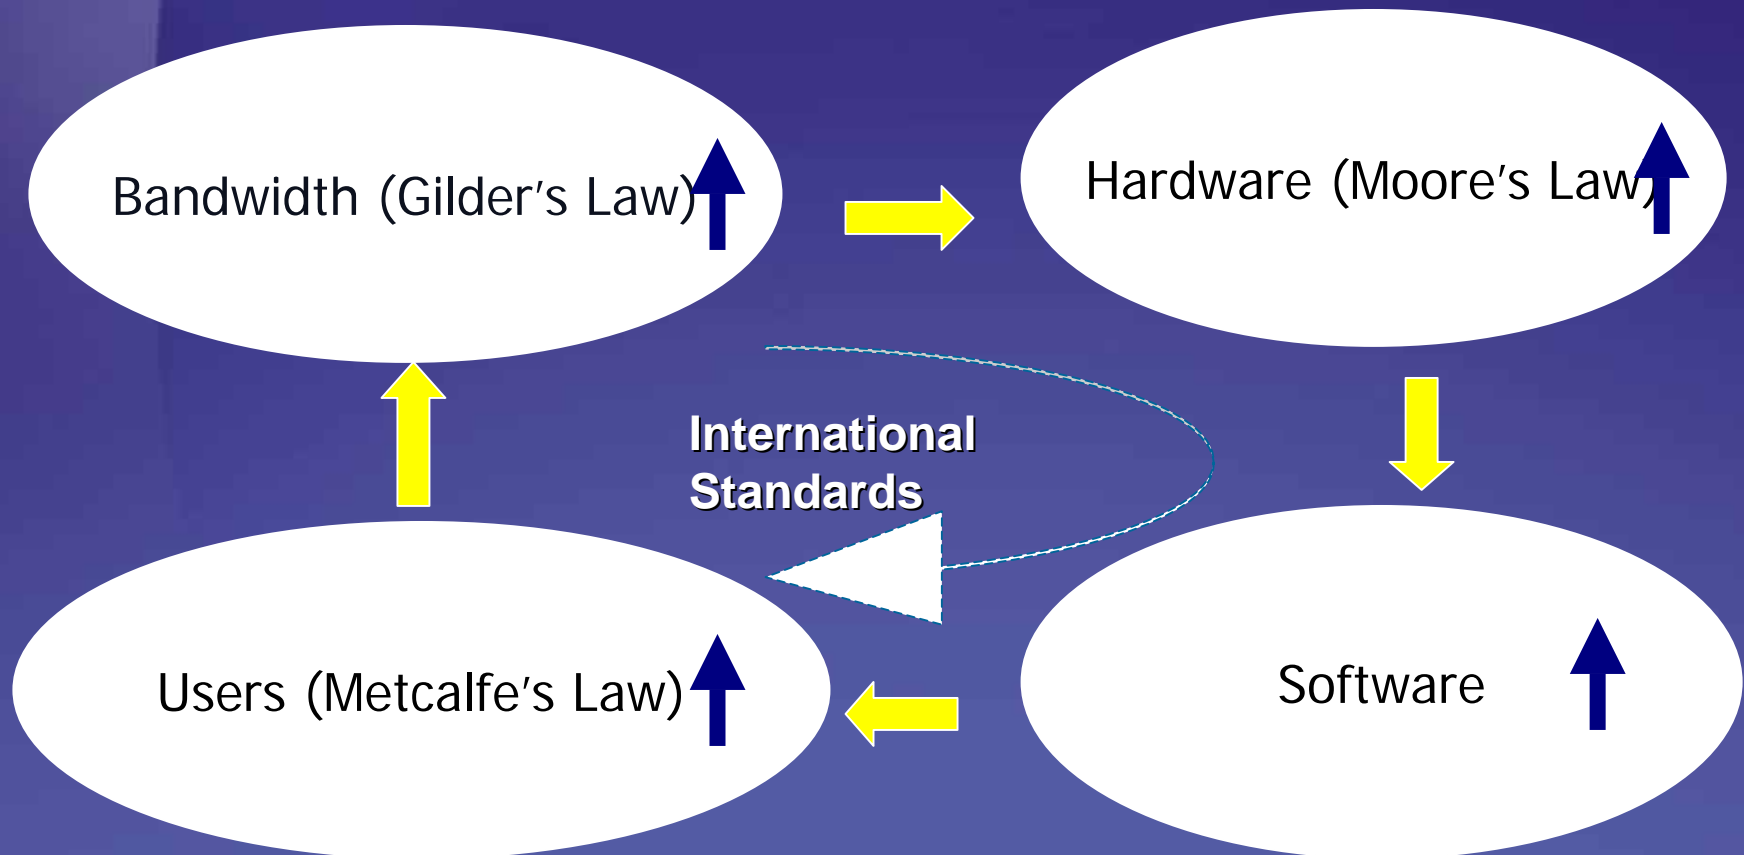 Bandwidth (Gilder's Law)
Hardware (Moore's Law)
International
Standards
Users (Metcalfe's Law)
Software